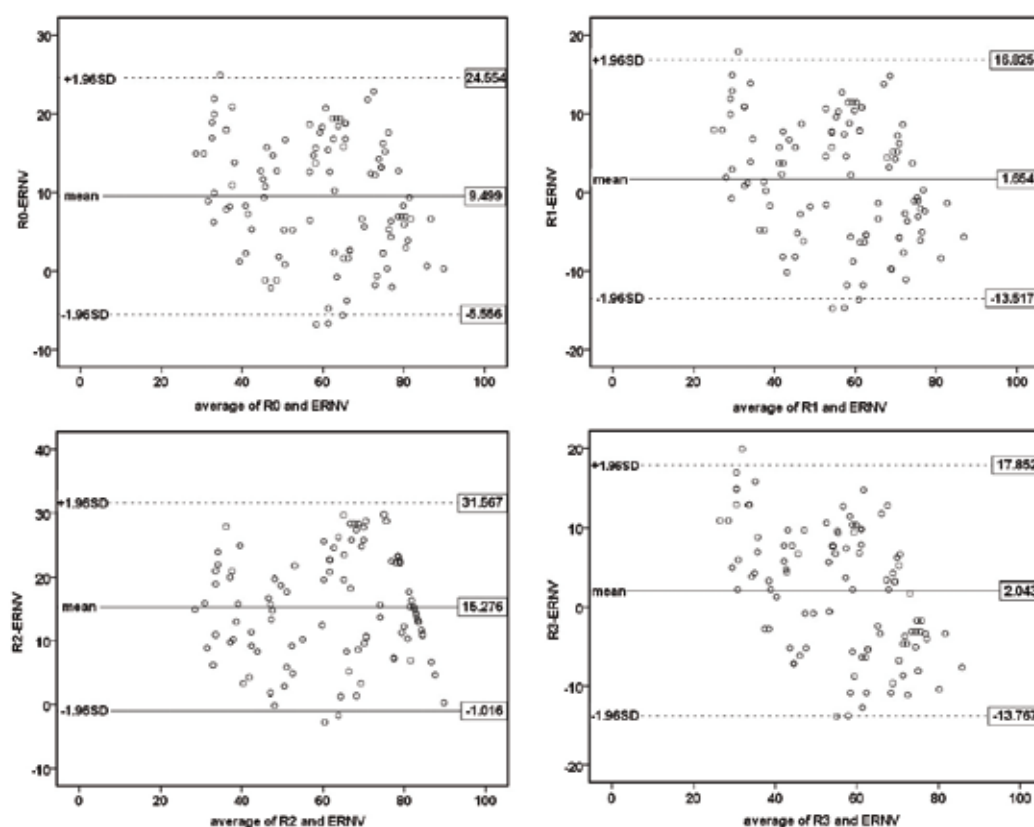 30
+1.96SD 24.554
20
10
mean 9.499
R0-ERNV
0
-1.96SD -5.556
-10
0 20 40 60 80 100
average of R0 and ERNV
20
+1.96SD 16.825
10
mean 1.654
R1-ERNV
0
-10
-1.96SD -13.517
-20
0 20 40 60 80 100
average of R1 and ERNV
40
+1.96SD 31.567
30
20
mean 15.276
R2-ERNV
10
0
-1.96SD -1.016
-10
0 20 40 60 80 100
average of R2 and ERNV
20
+1.96SD 17.852
10
mean 2.043
R3-ERNV
0
-10
-1.96SD -13.767
-20
0 20 40 60 80 100
average of R3 and ERNV